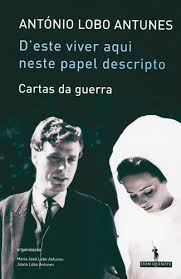 ANTÓNIO LOBO ANTUNES
D'este viver aqui
neste papel descripto
Cartas da guerra
organização
Maria José Lobo Antunes
Joana Lobo Antunes
DOM QUIXOTE